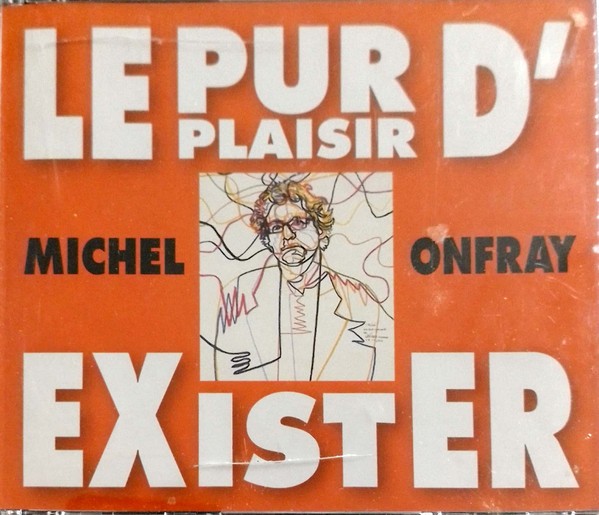 LE PUR D'
PLAISIR
MICHEL ONFRAY
EXISTER